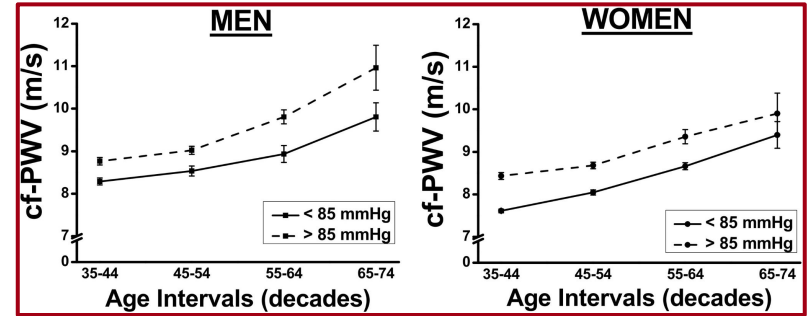 MEN
cf-PWV (m/s)
12
11
10
9
8
7
0
35-44 45-54 55-64 65-74
Age Intervals (decades)
< 85 mmHg
> 85 mmHg
WOMEN
cf-PWV (m/s)
12
11
10
9
8
7
0
35-44 45-54 55-64 65-74
Age Intervals (decades)
< 85 mmHg
> 85 mmHg